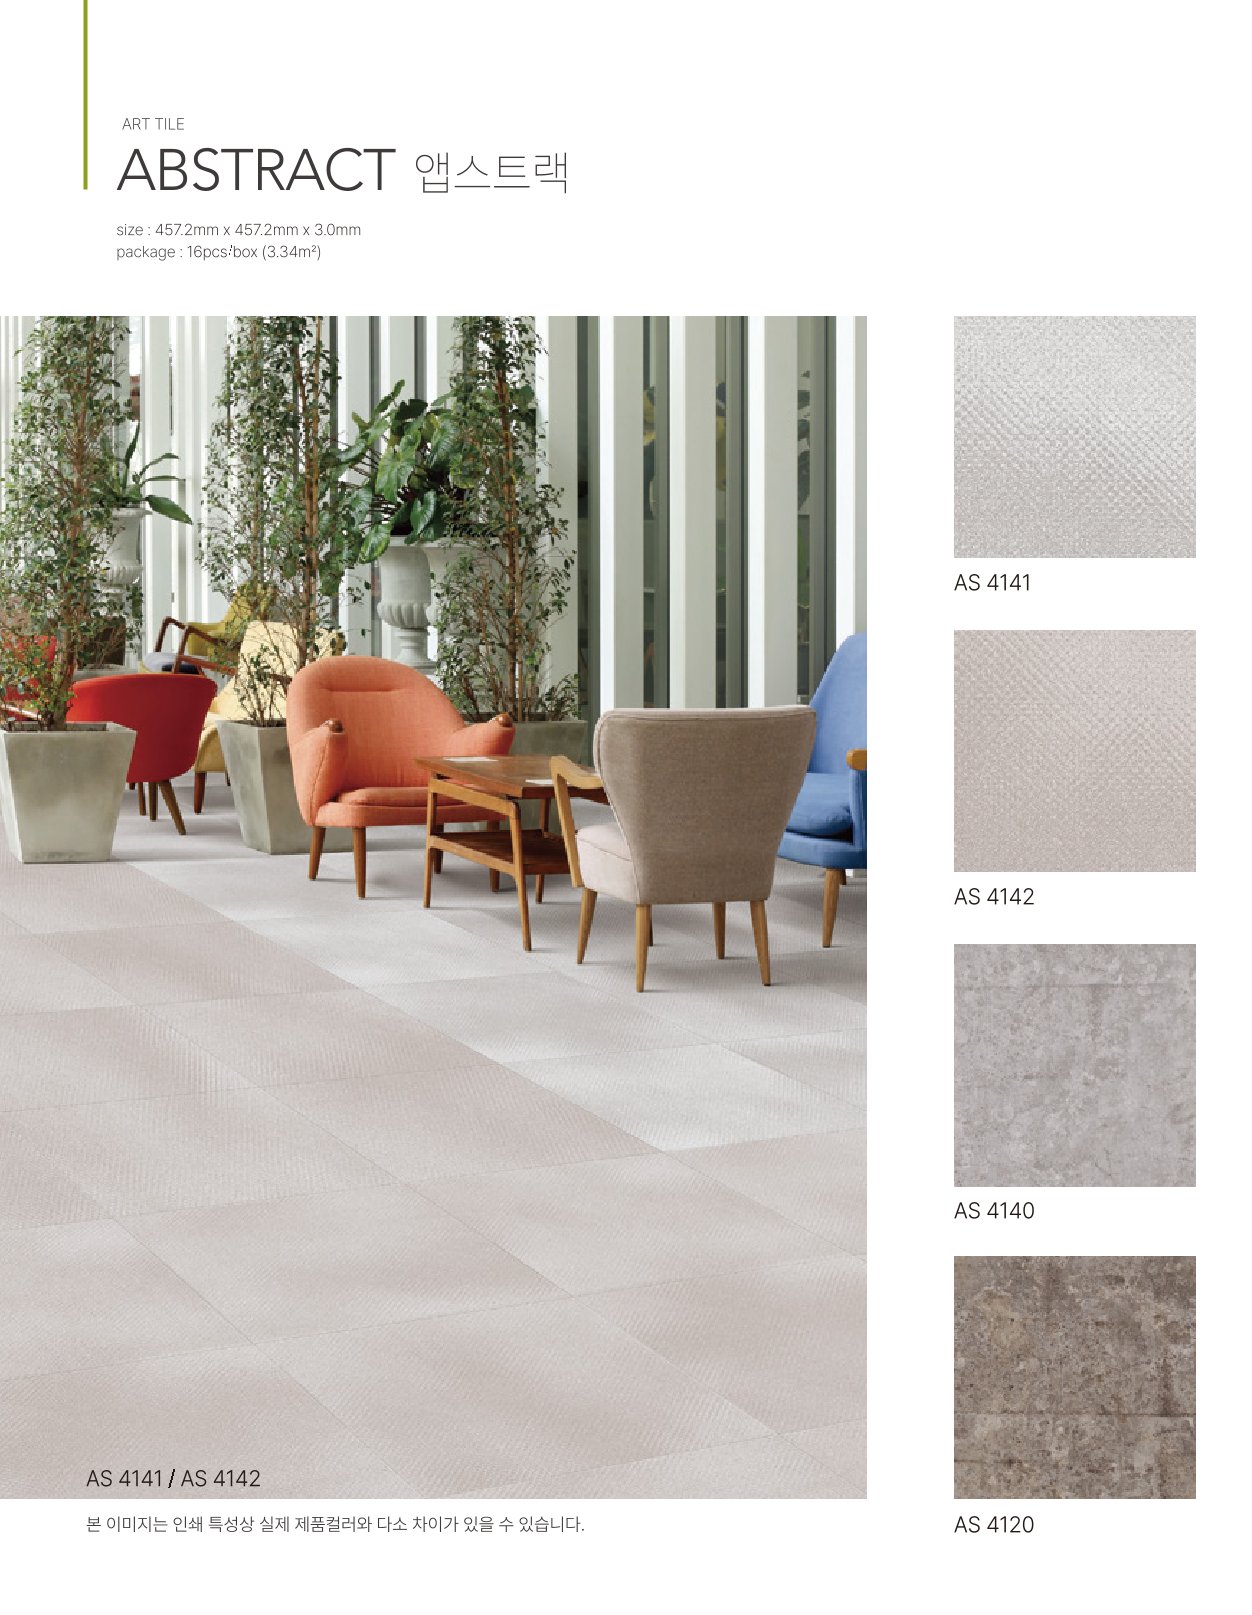 ART TILE
ABSTRACT 앱스트랙
size : 457.2mm x 457.2mm x 3.0mm
package : 16pcs/box (3.34m²)
AS 4141
AS 4142
AS 4140
AS 4141 / AS 4142
본 이미지는 인쇄 특성상 실제 제품컬러와 다소 차이가 있을 수 있습니다.
AS 4120